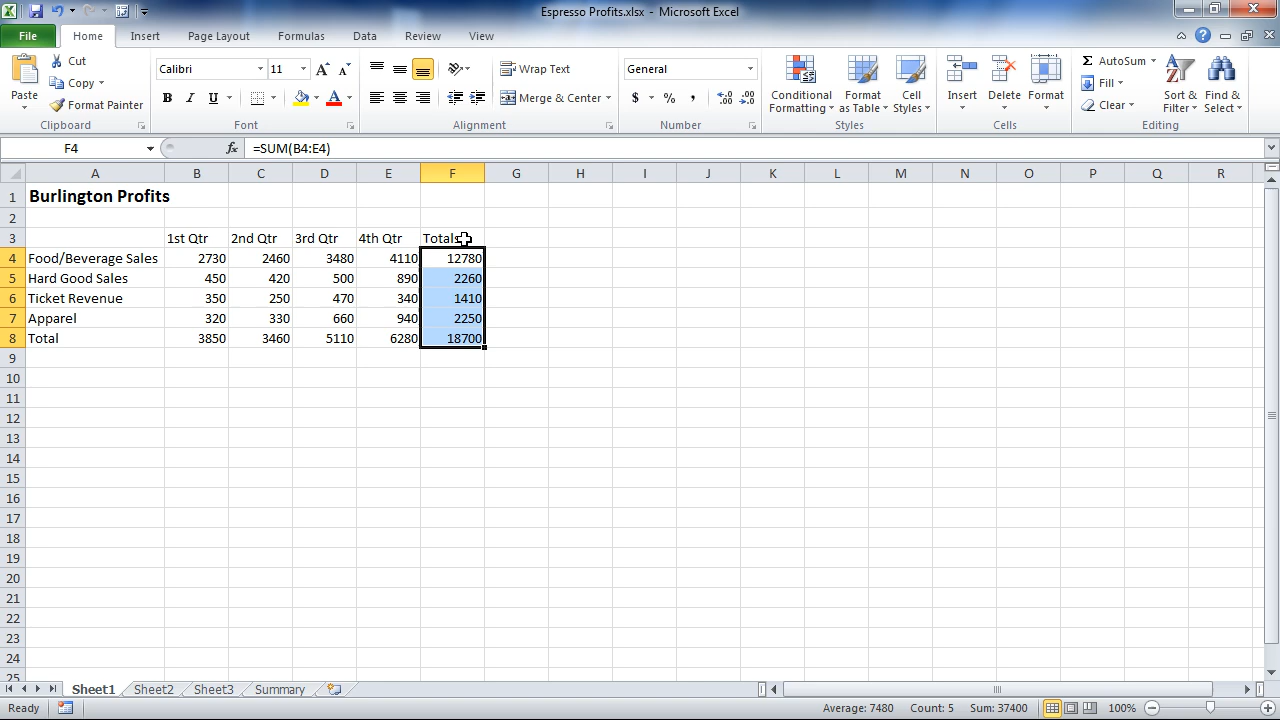 Espresso Profits.xlsx - Microsoft Excel
File Home Insert Page Layout Formulas Data Review View
Paste Cut Copy Format Painter
Clipboard
Calibri 11
B I U A
Font
Wrap Text
Merge & Center
Alignment
General
$ % ,
Number
Conditional Formatting Format as Table Cell Styles
Styles
Insert Delete Format
Cells
Σ AutoSum
Fill
Clear
Sort & Filter Find & Select
Editing
F4 fx =SUM(B4:E4)
A B C D E F G H I J K L M N O P Q R
1 Burlington Profits
2
3 1st Qtr 2nd Qtr 3rd Qtr 4th Qtr Totals
4 Food/Beverage Sales 2730 2460 3480 4110 12780
5 Hard Good Sales 450 420 500 890 2260
6 Ticket Revenue 350 250 470 340 1410
7 Apparel 320 330 660 940 2250
8 Total 3850 3460 5110 6280 18700
9
10
11
12
13
14
15
16
17
18
19
20
21
22
23
24
25
Sheet1 Sheet2 Sheet3 Summary
Ready Average: 7480 Count: 5 Sum: 37400 100%